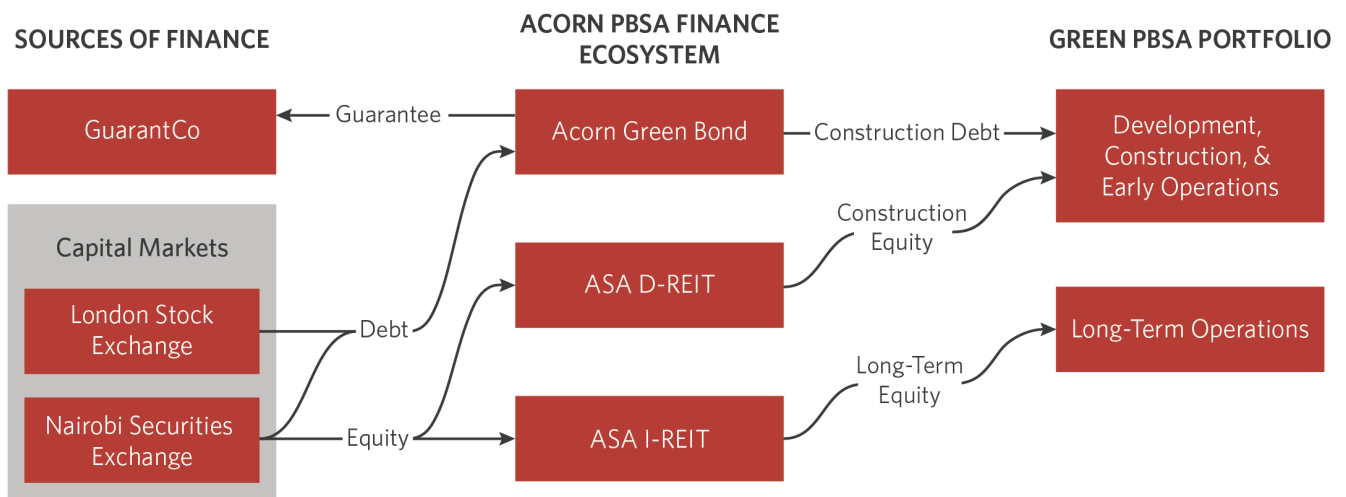 SOURCES OF FINANCE
ACORN PBSA FINANCE
ECOSYSTEM
GREEN PBSA PORTFOLIO
GuarantCo
Guarantee
Acorn Green Bond
Construction Debt
Development,
Construction, &
Early Operations
Capital Markets
London Stock
Exchange
Debt
Nairobi Securities
Exchange
Equity
ASA D-REIT
Construction
Equity
ASA I-REIT
Long-Term
Equity
Long-Term Operations